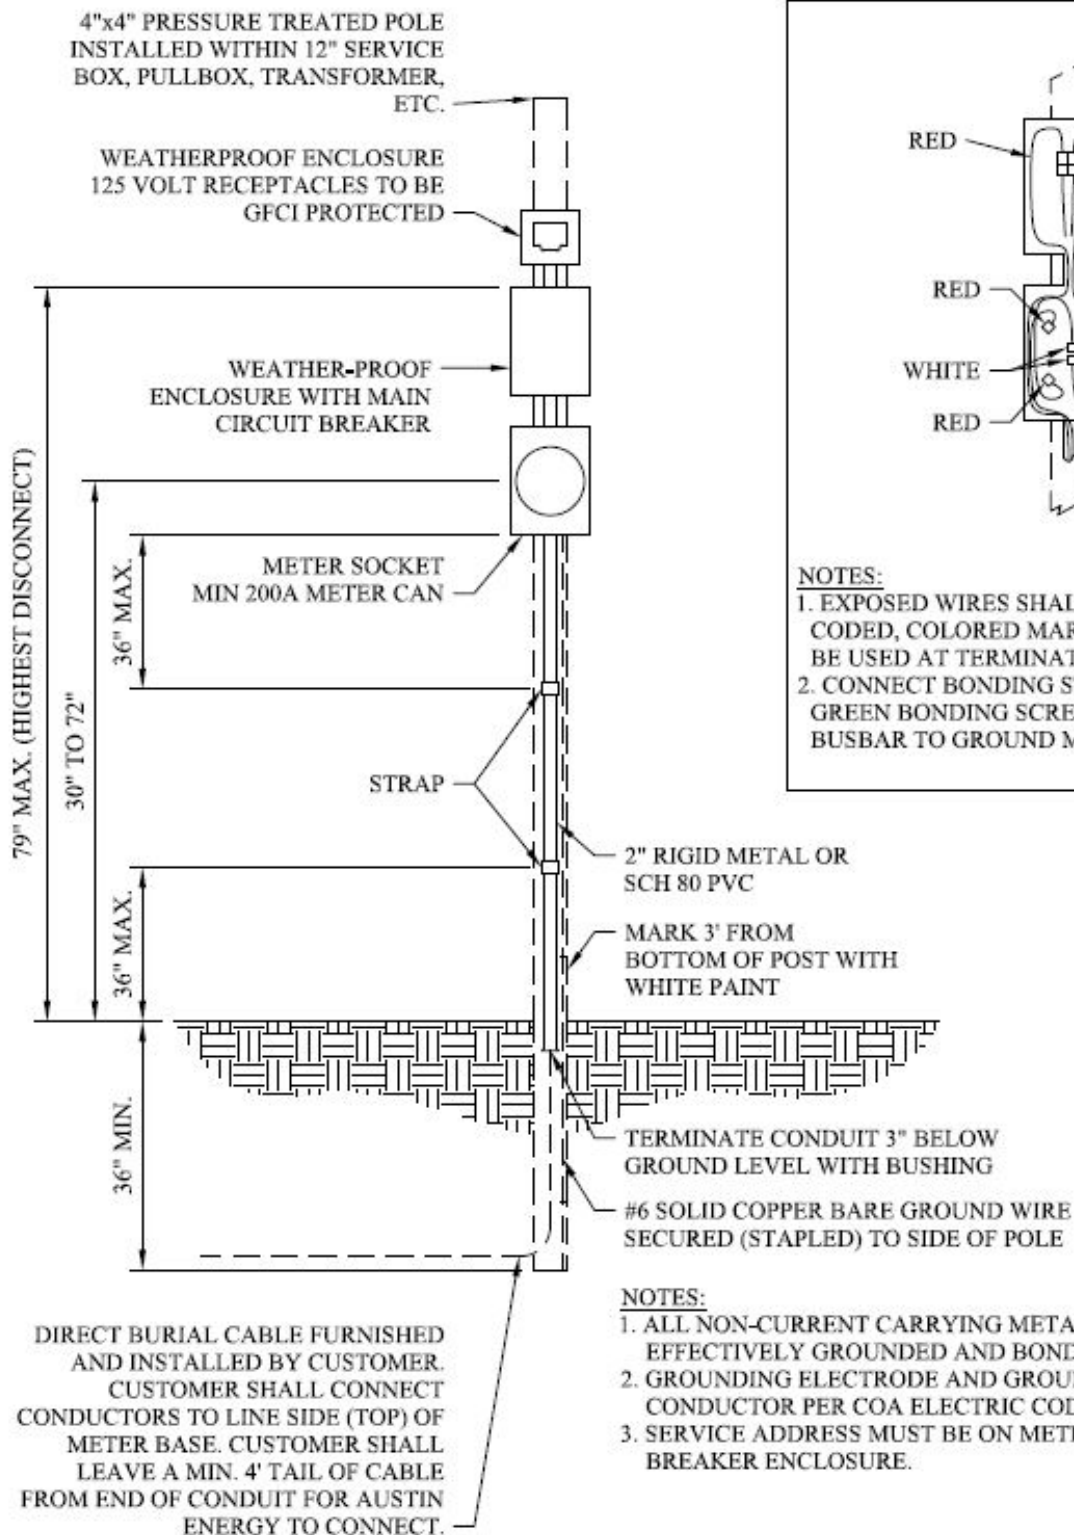 4"x4" PRESSURE TREATED POLE
INSTALLED WITHIN 12" SERVICE
BOX, PULLBOX, TRANSFORMER,
ETC.
WEATHERPROOF ENCLOSURE
125 VOLT RECEPTACLES TO BE
GFCI PROTECTED
WEATHER-PROOF
ENCLOSURE WITH MAIN
CIRCUIT BREAKER
METER SOCKET
MIN 200A METER CAN
79" MAX. (HIGHEST DISCONNECT)
30" TO 72"
36" MAX.
STRAP
36" MAX.
36" MIN.
2" RIGID METAL OR
SCH 80 PVC
MARK 3' FROM
BOTTOM OF POST WITH
WHITE PAINT
TERMINATE CONDUIT 3" BELOW
GROUND LEVEL WITH BUSHING
#6 SOLID COPPER BARE GROUND WIRE
SECURED (STAPLED) TO SIDE OF POLE
DIRECT BURIAL CABLE FURNISHED
AND INSTALLED BY CUSTOMER.
CUSTOMER SHALL CONNECT
CONDUCTORS TO LINE SIDE (TOP) OF
METER BASE. CUSTOMER SHALL
LEAVE A MIN. 4' TAIL OF CABLE
FROM END OF CONDUIT FOR AUSTIN
ENERGY TO CONNECT.
RED
RED
WHITE
RED
NOTES:
1. EXPOSED WIRES SHAL
CODED, COLORED MAR
BE USED AT TERMINAT
2. CONNECT BONDING S
GREEN BONDING SCRE
BUSBAR TO GROUND M
NOTES:
1. ALL NON-CURRENT CARRYING META
EFFECTIVELY GROUNDED AND BOND
2. GROUNDING ELECTRODE AND GROU
CONDUCTOR PER COA ELECTRIC COD
3. SERVICE ADDRESS MUST BE ON METE
BREAKER ENCLOSURE.